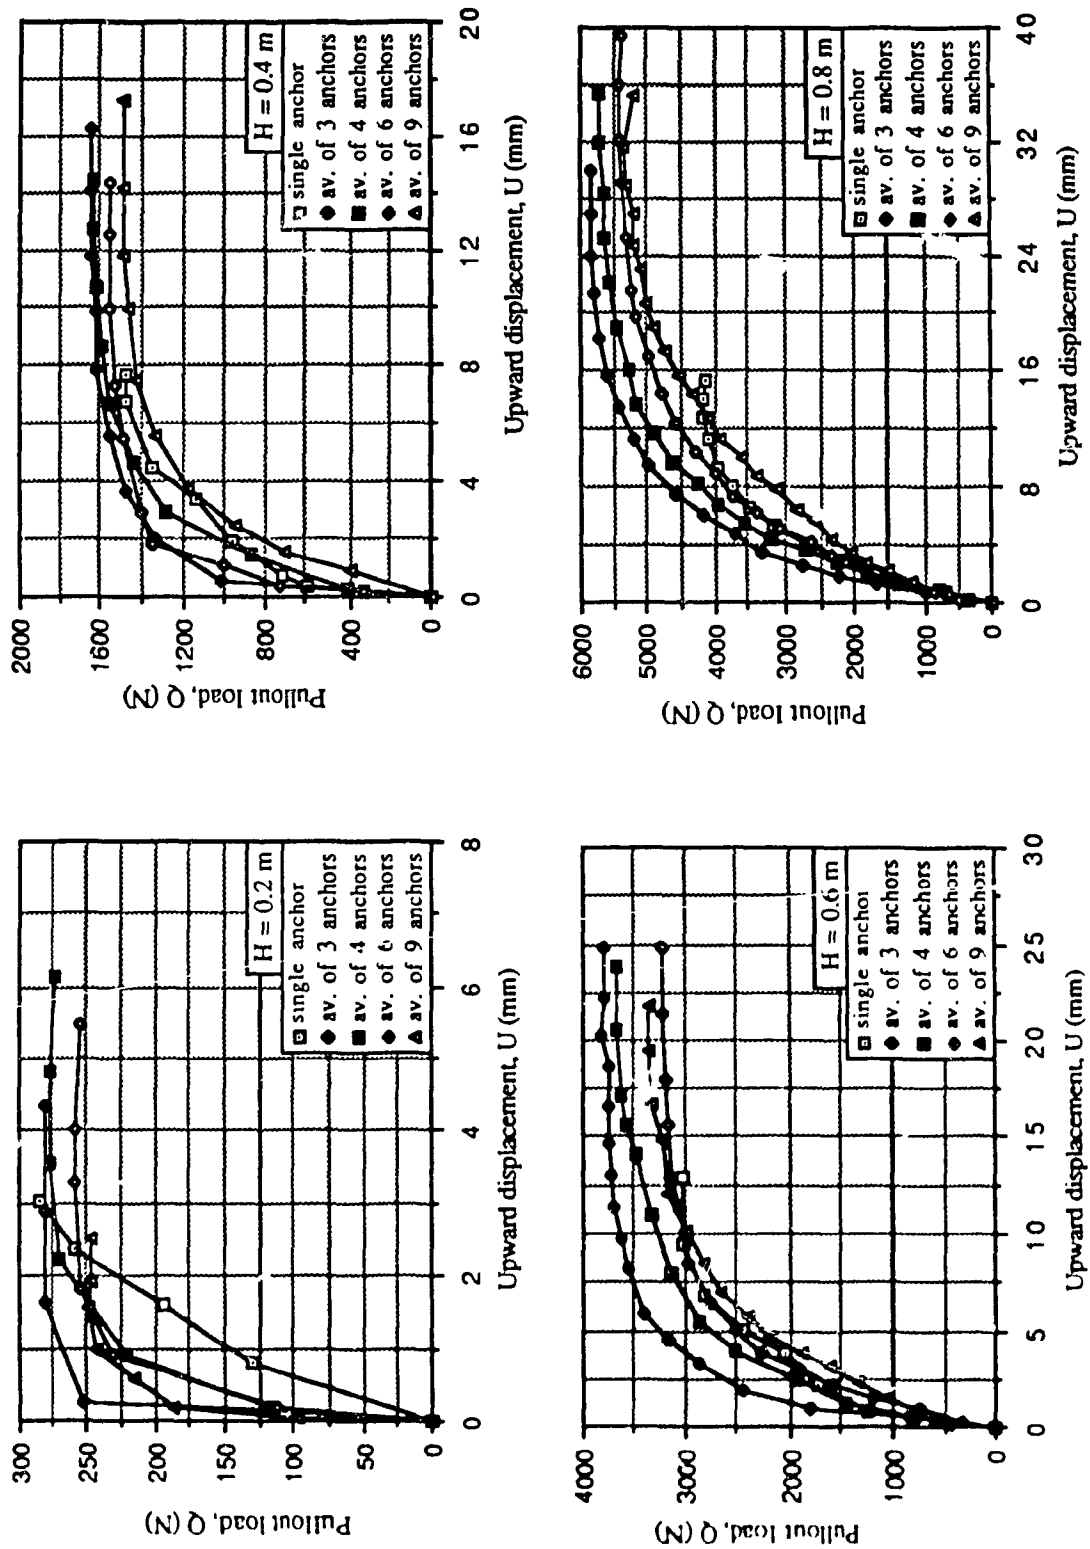 2000
1600
1200
800
400
0
Pullout load, Q (N)
0
4
8
12
16
20
Upward displacement, U (mm)
H = 0.4 m
single anchor
av. of 3 anchors
av. of 4 anchors
av. of 6 anchors
av. of 9 anchors
6000
5000
4000
3000
2000
1000
0
Pullout load, Q (N)
0
8
16
24
32
40
Upward displacement, U (mm)
H = 0.8 m
single anchor
av. of 3 anchors
av. of 4 anchors
av. of 6 anchors
av. of 9 anchors
300
250
200
150
100
50
0
Pullout load, Q (N)
0
2
4
6
8
Upward displacement, U (mm)
H = 0.2 m
single anchor
av. of 3 anchors
av. of 4 anchors
av. of 6 anchors
av. of 9 anchors
4000
3000
2000
1000
0
Pullout load, Q (N)
0
5
10
15
20
25
30
Upward displacement, U (mm)
H = 0.6 m
single anchor
av. of 3 anchors
av. of 4 anchors
av. of 6 anchors
av. of 9 anchors